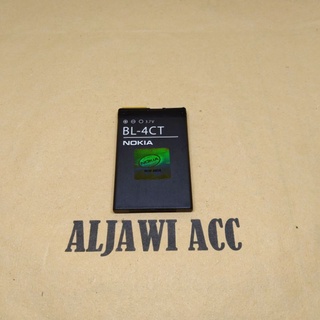 3.7V
BL-4CT
NOKIA
ALJAWI ACC